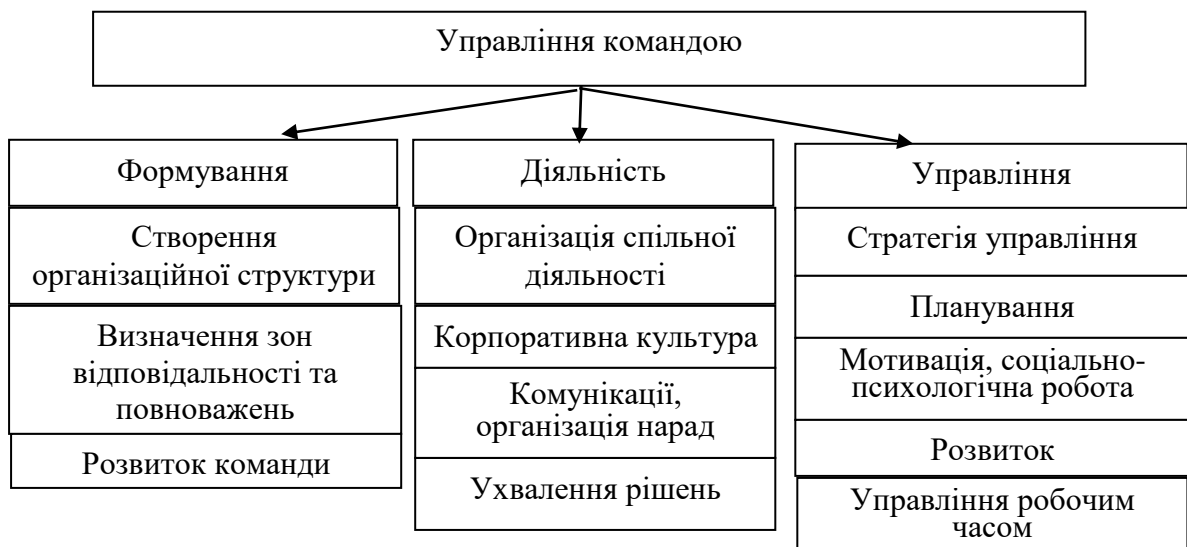 Управління командою
Формування
Створення
організаційної структури
Визначення зон
відповідальності та
повноважень
Розвиток команди
Діяльність
Організація спільної
діяльності
Корпоративна культура
Комунікації,
організація нарад
Ухвалення рішень
Управління
Стратегія управління
Планування
Мотивація, соціально-
психологічна робота
Розвиток
Управління робочим
часом